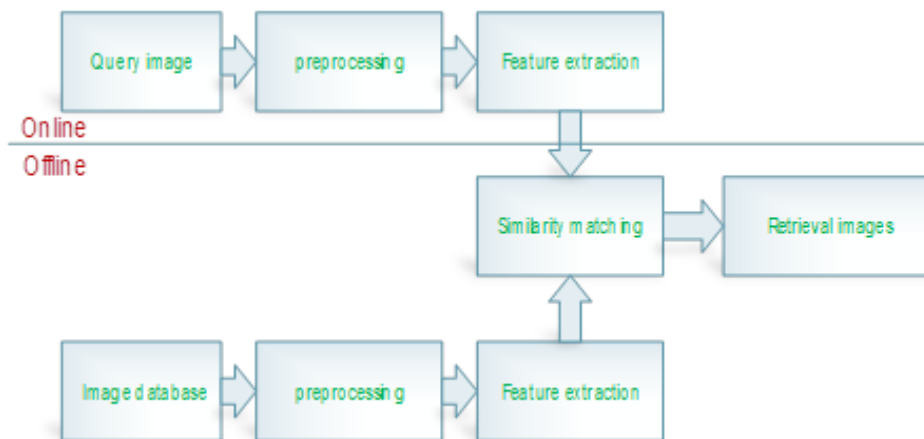 Query image
preprocessing
Feature extraction
Online
Offline
Similarity matching
Retrieval images
Image database
preprocessing
Feature extraction